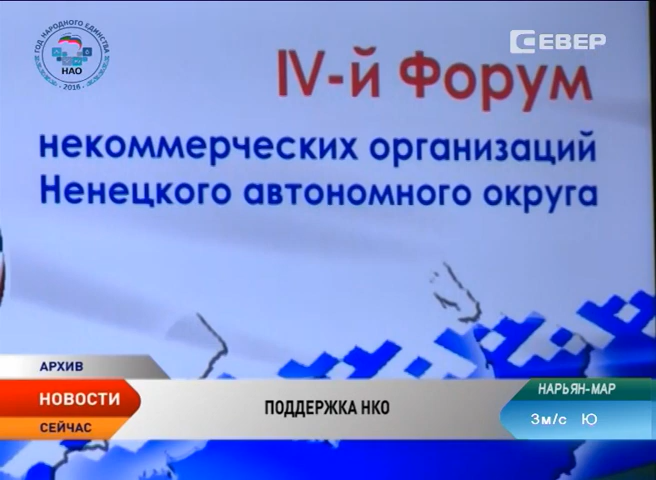 ГОД НАРОДНОГО ЕДИНСТВА
НАО
· 2016 ·
СЕВЕР
IV-й Форум
некоммерческих организаций
Ненецкого автономного округа
АРХИВ
НОВОСТИ
СЕЙЧАС
ПОДДЕРЖКА НКО
НАРЬЯН-МАР
3м/с Ю